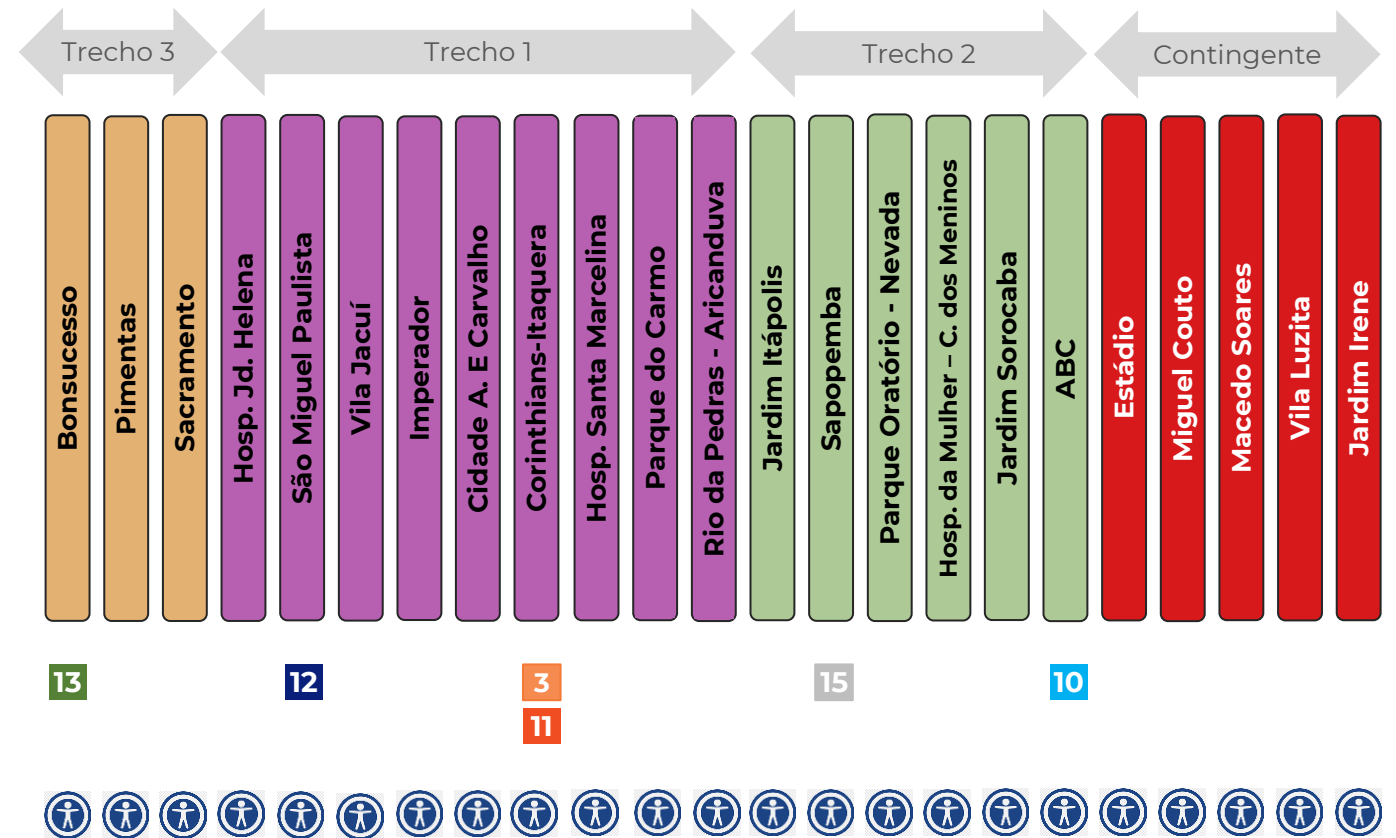 Trecho 3
Trecho 1
Trecho 2
Contingente
Bonsucesso
Pimentas
Sacramento
Hosp. Jd. Helena
São Miguel Paulista
Vila Jacuí
Imperador
Cidade A. E Carvalho
Corinthians-Itaquera
Hosp. Santa Marcelina
Parque do Carmo
Rio da Pedras - Aricanduva
Jardim Itápolis
Sapopemba
Parque Oratório - Nevada
Hosp. da Mulher – C. dos Meninos
Jardim Sorocaba
ABC
Estádio
Miguel Couto
Macedo Soares
Vila Luzita
Jardim Irene
13
12
3
11
15
10